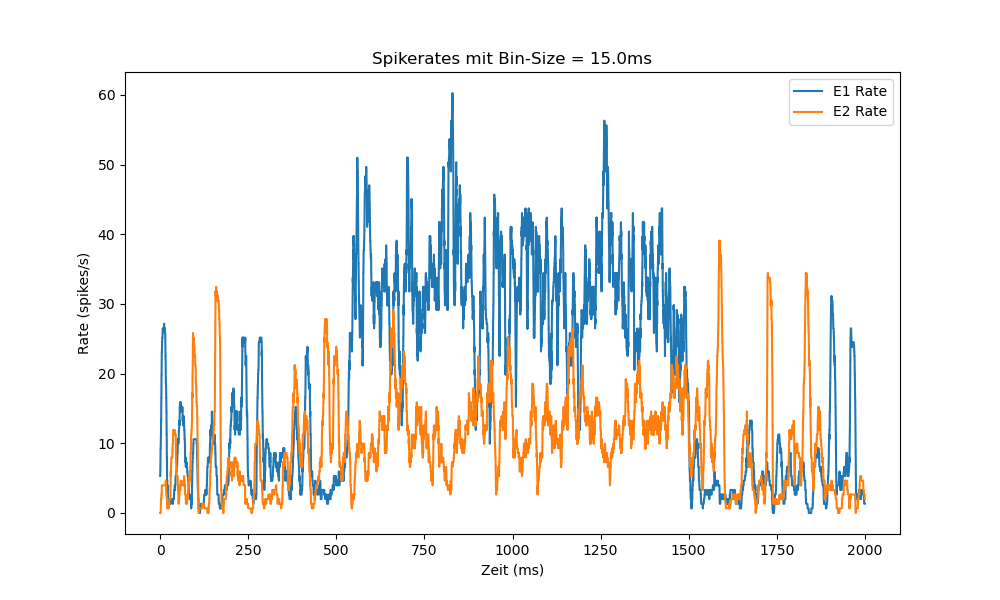 Spikerates mit Bin-Size = 15.0ms
E1 Rate
E2 Rate
60
50
40
30
20
10
0
Rate (spikes/s)
0 250 500 750 1000 1250 1500 1750 2000
Zeit (ms)